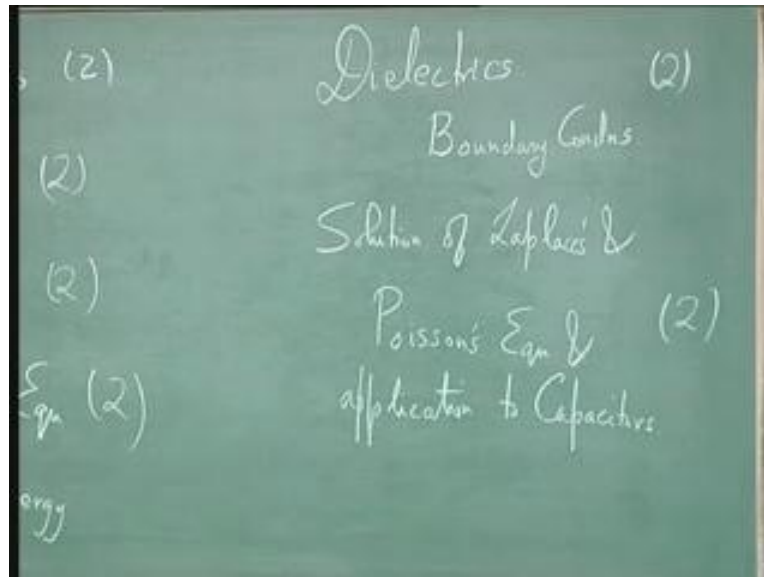 (2)
(2)
(2)
Eqn (2)
ergy
Dielectrics (2)
Boundary Condns
Solution of Laplace's &
Poisson's Eqn & (2)
application to Capacitors